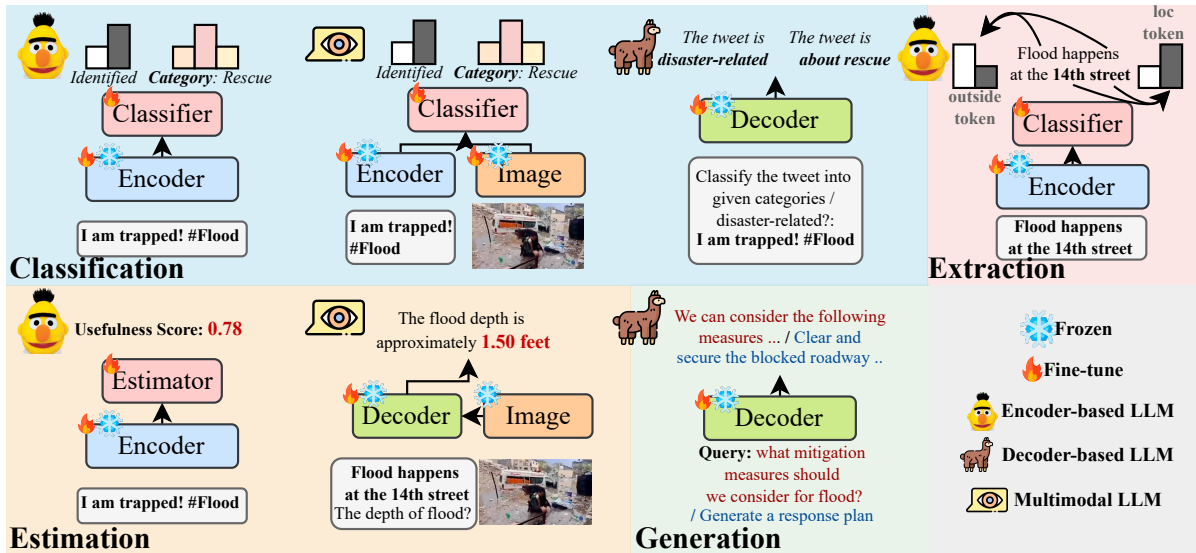 Identified
Category: Rescue
Classifier
Encoder
I am trapped! #Flood
Classification
Identified
Category: Rescue
Classifier
Encoder
Image
I am trapped!
#Flood
The tweet is
disaster-related
The tweet is
about rescue
Decoder
Classify the tweet into
given categories /
disaster-related?:
I am trapped! #Flood
loc
token
Flood happens
at the 14th street
outside
token
Classifier
Encoder
Flood happens
at the 14th street
Extraction
Usefulness Score: 0.78
Estimator
Encoder
I am trapped! #Flood
Estimation
The flood depth is
approximately 1.50 feet
Decoder
Image
Flood happens
at the 14th street
The depth of flood?
We can consider the following
measures ... / Clear and
secure the blocked roadway ..
Decoder
Query: what mitigation
measures should
we consider for flood?
/ Generate a response plan
Generation
Frozen
Fine-tune
Encoder-based LLM
Decoder-based LLM
Multimodal LLM